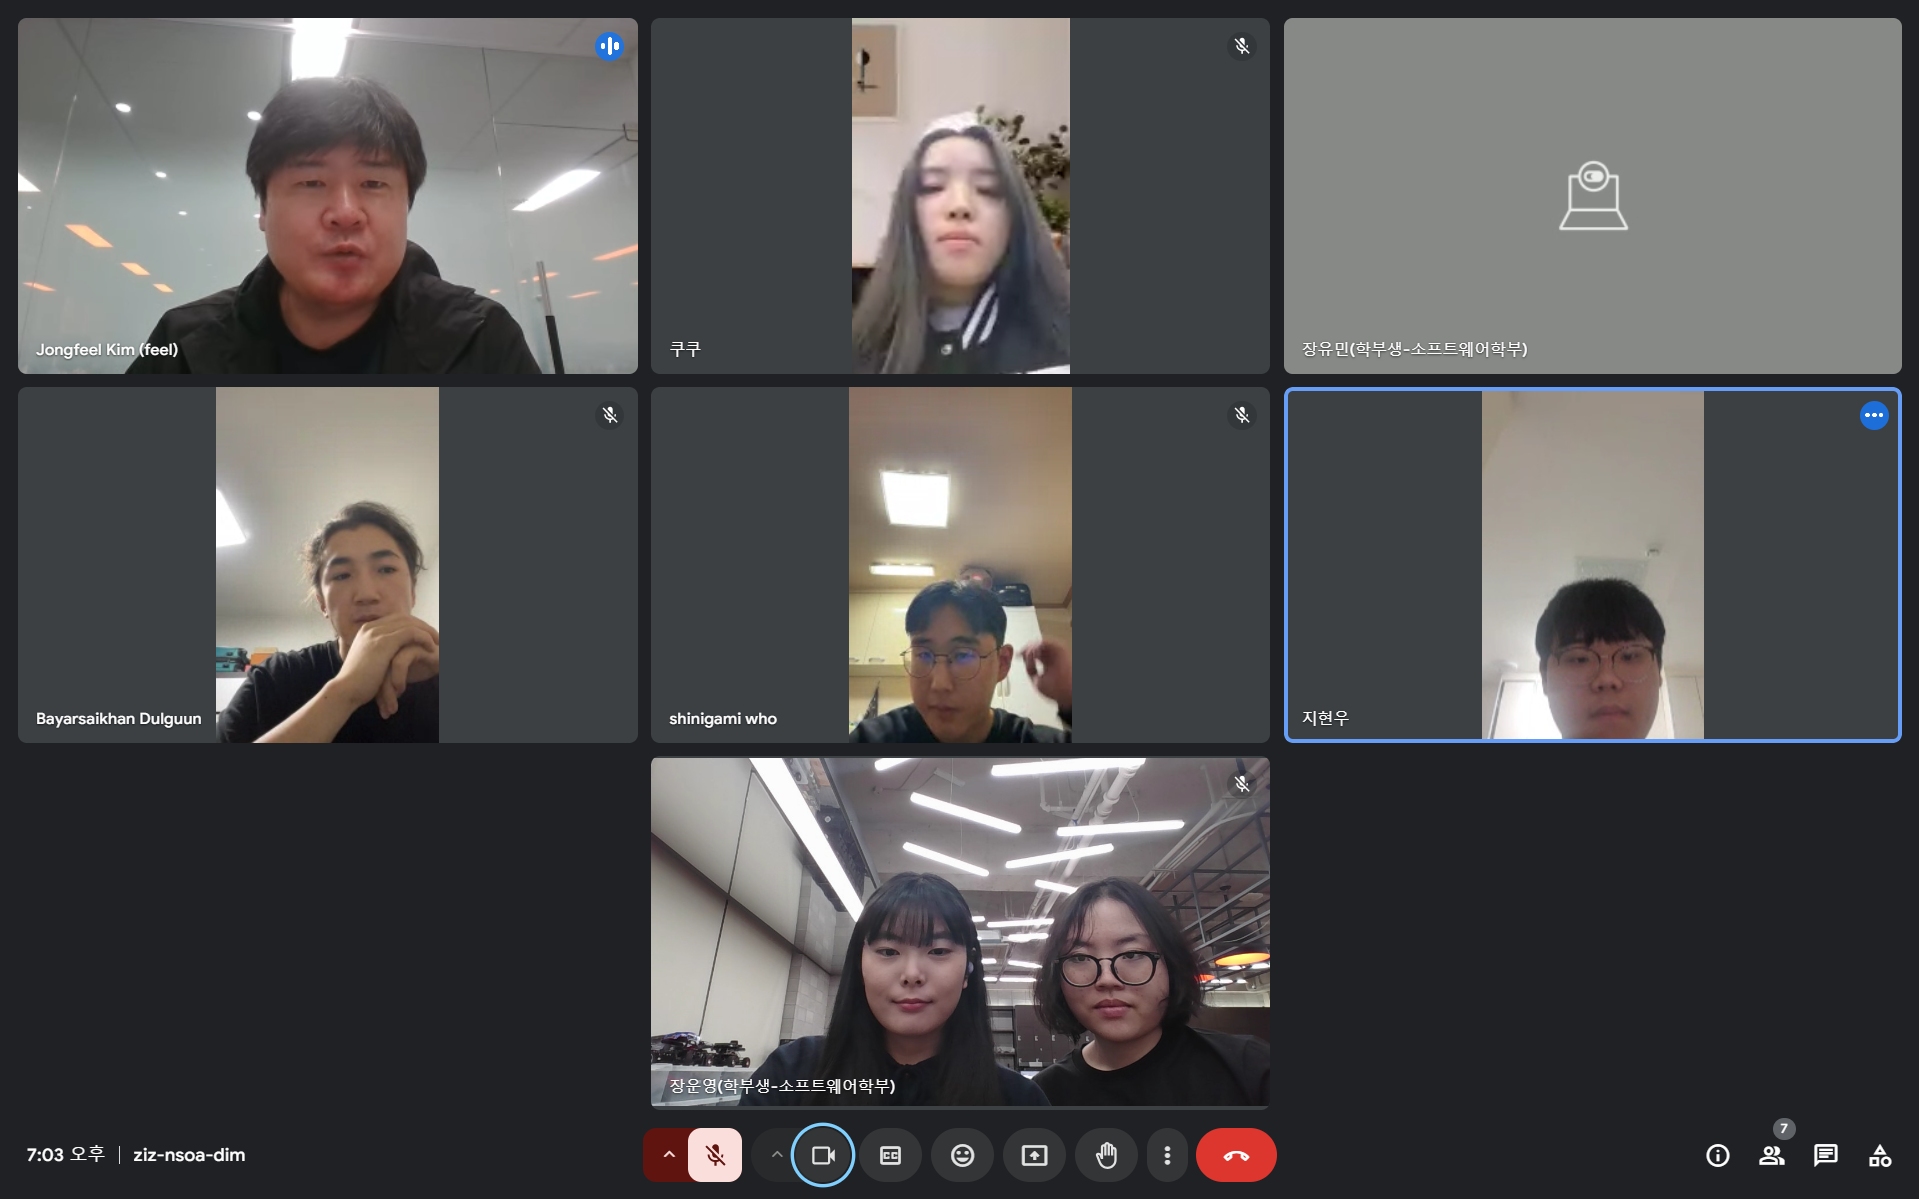 Jongfeel Kim (feel)
쿠쿠
장유민(학부생-소프트웨어학부)
Bayarsaikhan Dulguun
shinigami who
지현우
장운영(학부생-소프트웨어학부)
7:03 오후 | ziz-nsoa-dim
CC
7